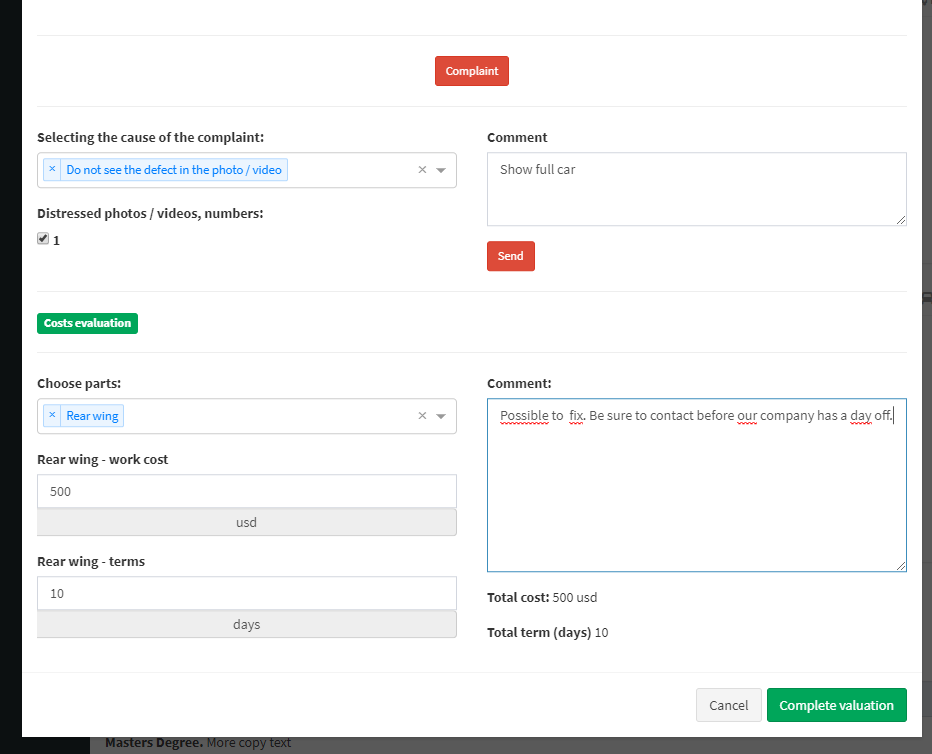 Complaint
Selecting the cause of the complaint:
× Do not see the defect in the photo / video ×
Distressed photos / videos, numbers:
1
Comment
Show full car
Send
Costs evaluation
Choose parts:
× Rear wing ×
Rear wing - work cost
500
usd
Rear wing - terms
10
days
Comment:
Possible to fix. Be sure to contact before our company has a day off.
Total cost: 500 usd
Total term (days) 10
Cancel
Complete valuation
Masters Degree. More copy text